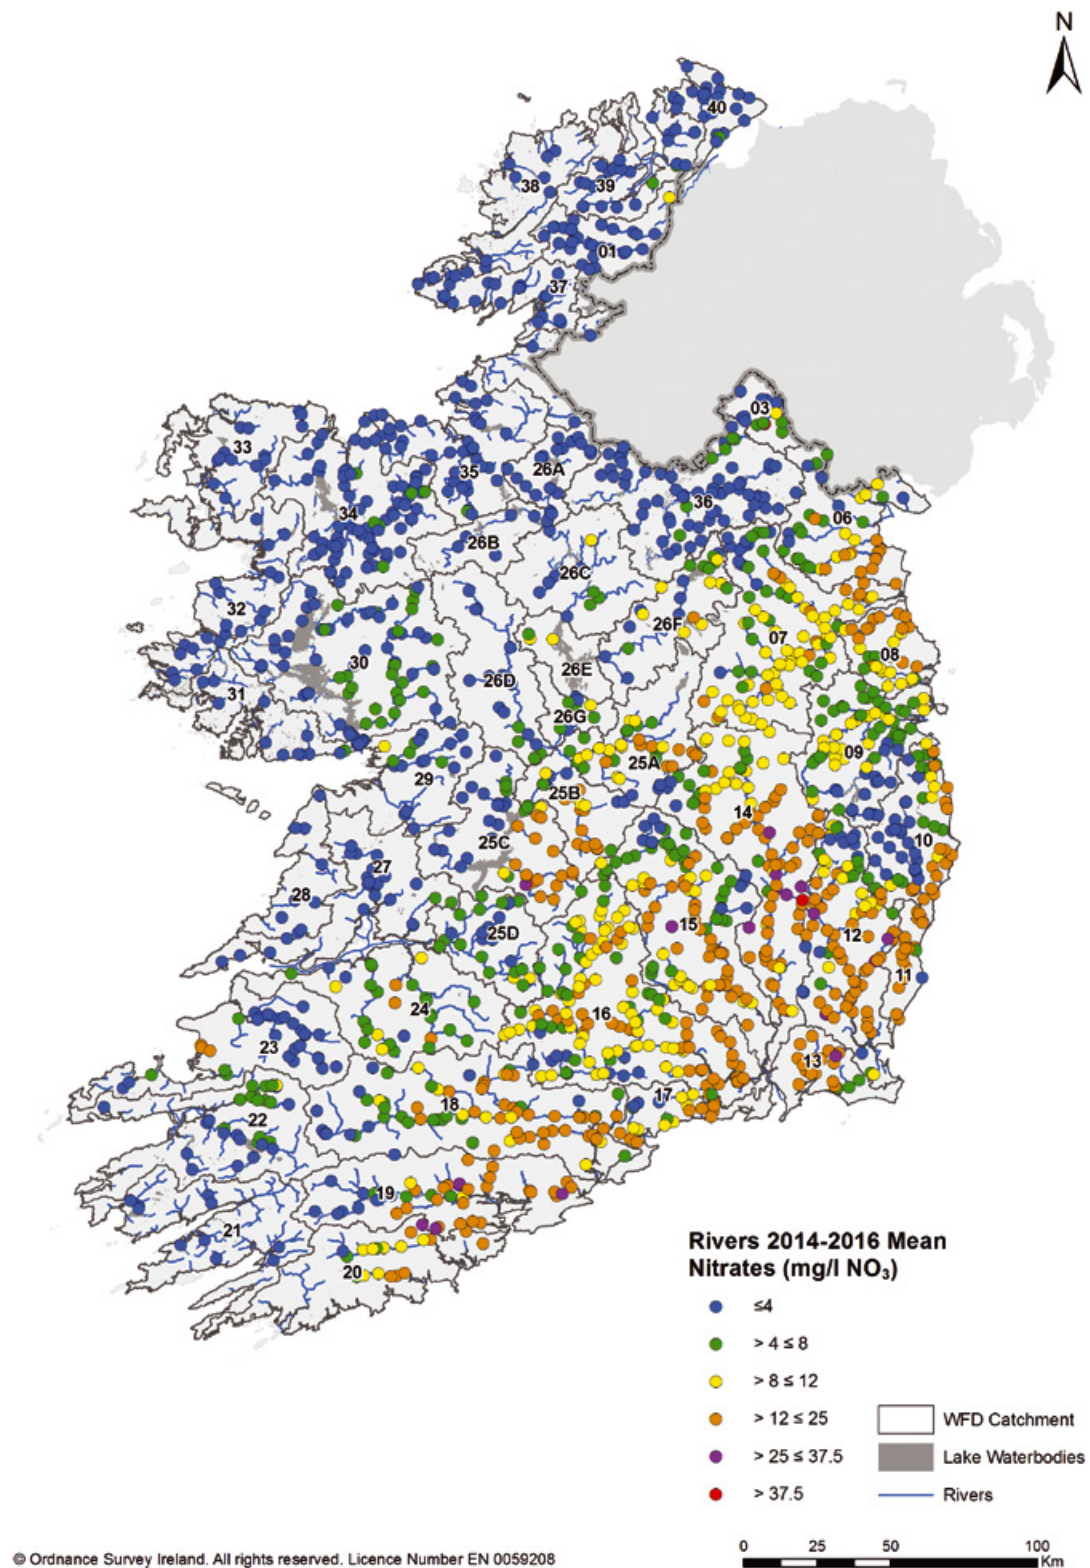 N
40
38
39
01
37
03
33
35
26A
34
36
06
26B
26C
32
26F
07
30
08
26E
31
26D
26G
09
25A
29
25B
14
10
25C
27
28
15
12
25D
11
24
16
23
13
17
18
22
19
21
20
Rivers 2014-2016 Mean
Nitrates (mg/l NO₃)
≤4
> 4 ≤ 8
> 8 ≤ 12
> 12 ≤ 25
> 25 ≤ 37.5
> 37.5
WFD Catchment
Lake Waterbodies
Rivers
0 25 50 100
Km
© Ordnance Survey Ireland. All rights reserved. Licence Number EN 0059208